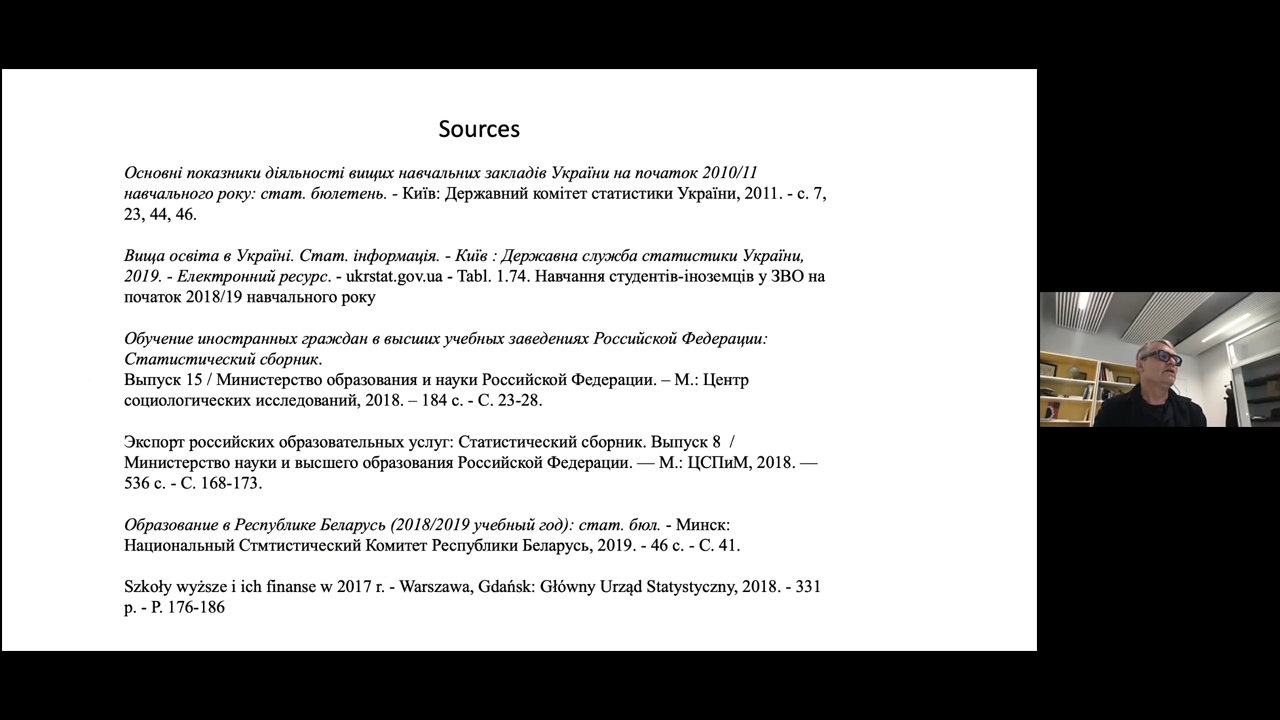 Sources
Основні показники діяльності вищих навчальних закладів України на початок 2010/11
навчального року: стат. бюлетень. - Київ: Державний комітет статистики України, 2011. - с. 7,
23, 44, 46.
Вища освіта в Україні. Стат. інформація. - Київ : Державна служба статистики України,
2019. - Електронний ресурс. - ukrstat.gov.ua - Tabl. 1.74. Навчання студентів-іноземців у ЗВО на
початок 2018/19 навчального року
Обучение иностранных граждан в высших учебных заведениях Российской Федерации:
Статистический сборник.
Выпуск 15 / Министерство образования и науки Российской Федерации. – М.: Центр
социологических исследований, 2018. – 184 с. - С. 23-28.
Экспорт российских образовательных услуг: Статистический сборник. Выпуск 8 /
Министерство науки и высшего образования Российской Федерации. — М.: ЦСПиМ, 2018. —
536 с. - С. 168-173.
Образование в Республике Беларусь (2018/2019 учебный год): стат. бюл. - Минск:
Национальный Стмтистический Комитет Республики Беларусь, 2019. - 46 с. - С. 41.
Szkoły wyższe i ich finanse w 2017 r. - Warszawa, Gdańsk: Główny Urząd Statystyczny, 2018. - 331
p. - P. 176-186